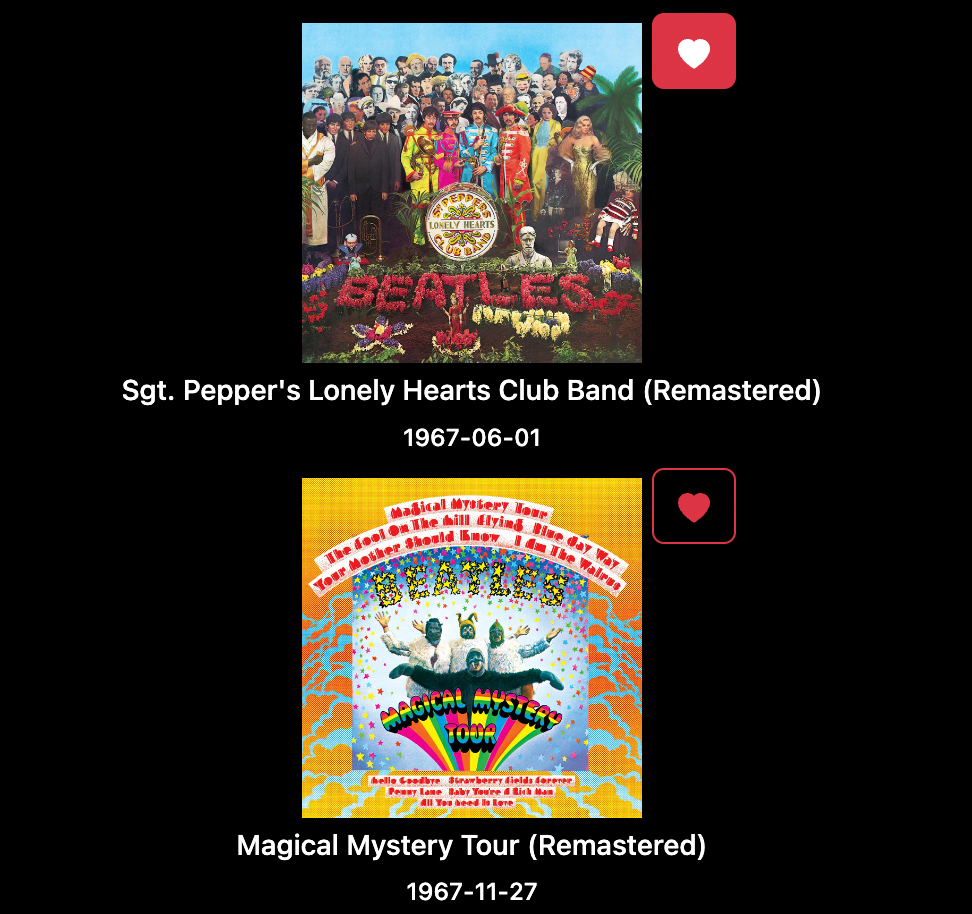 S^T. PEPPERS
LONELY HEARTS
CLUB BAND
BEATLES
Sgt. Pepper's Lonely Hearts Club Band (Remastered)
1967-06-01
Magical Mystery Tour
The Fool On The Hill Flying Blue Jay Way
Your Mother Should Know I Am The Walrus
BEATLES
MAGICAL MYSTERY
TOUR
Hello Goodbye Strawberry Fields Forever
Penny Lane Baby You're A Rich Man
All You Need Is Love
Magical Mystery Tour (Remastered)
1967-11-27